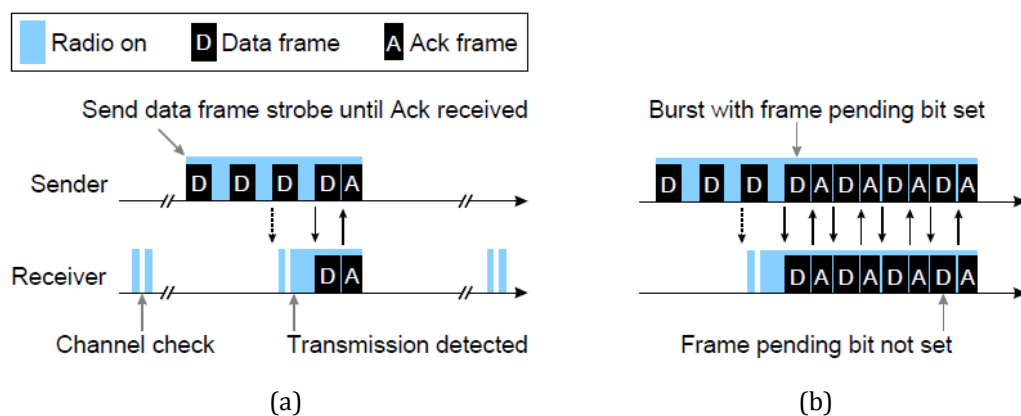 Radio on D Data frame A Ack frame
Send data frame strobe until Ack received
Sender D D D D A
Receiver D A
Channel check Transmission detected
(a)
Burst with frame pending bit set
D D D D A D A D A D A
D A D A D A D A
Frame pending bit not set
(b)